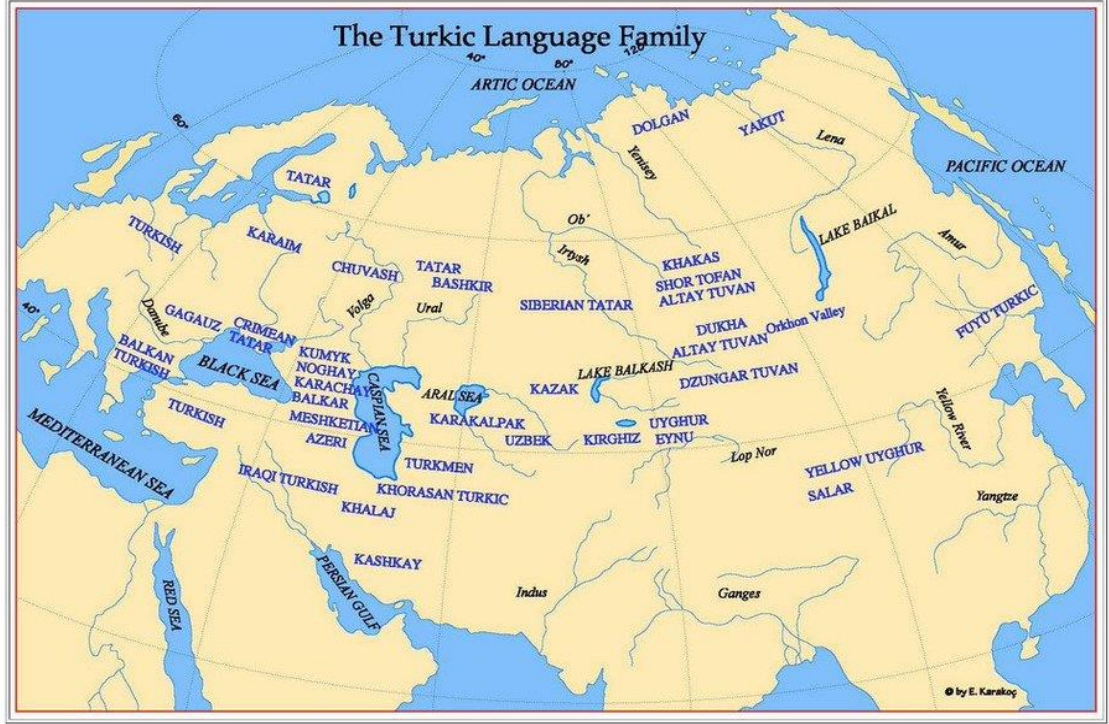 The Turkic Language Family
40°
80°
120°
ARTIC OCEAN
60°
DOLGAN
YAKUT
Lena
Yenisey
PACIFIC OCEAN
TATAR
Ob'
LAKE BAIKAL
TURKISH
KARAIM
Irtysh
Amur
KHAKAS
CHUVASH
TATAR
BASHKIR
SHOR TOFAN
ALTAY TUVAN
40°
Danube
Volga
Ural
SIBERIAN TATAR
GAGAUZ
CRIMEAN
TATAR
DUKHA
Orkhon Valley
FUYU TURKIC
ALTAY TUVAN
BALKAN
TURKISH
BLACK SEA
KUMYK
NOGHAY
KARACHAY
BALKAR
CASPIAN SEA
ARAL SEA
KAZAK
LAKE BALKASH
DZUNGAR TUVAN
MEDITERRANEAN SEA
TURKISH
MESHKETIAN
AZERI
KARAKALPAK
UZBEK
KIRGHIZ
UYGHUR
EYNU
Yellow River
Lop Nor
YELLOW UYGHUR
SALAR
TURKMEN
IRAQI TURKISH
KHORASAN TURKIC
KHALAJ
Yangtze
KASHKAY
PERSIAN GULF
RED SEA
Indus
Ganges
© by E. Karakoç